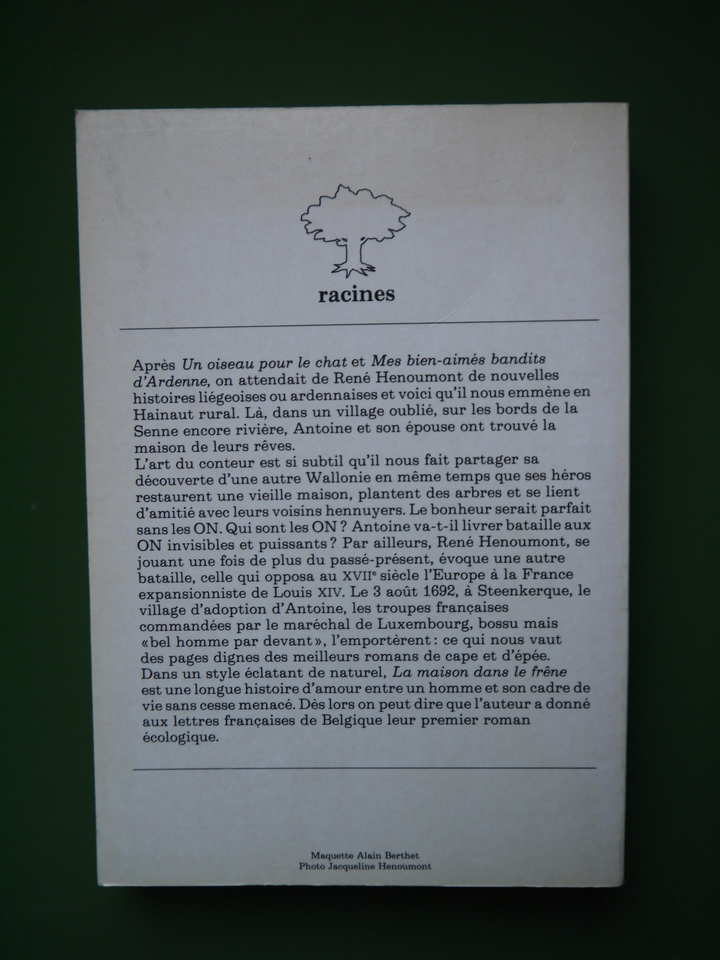 racines
Après Un oiseau pour le chat et Mes bien-aimés bandits
d'Ardenne, on attendait de René Henoumont de nouvelles
histoires liégeoises ou ardennaises et voici qu'il nous emmène en
Hainaut rural. Là, dans un village oublié, sur les bords de la
Senne encore rivière, Antoine et son épouse ont trouvé la
maison de leurs rêves.
L'art du conteur est si subtil qu'il nous fait partager sa
découverte d'une autre Wallonie en même temps que ses héros
restaurent une vieille maison, plantent des arbres et se lient
d'amitié avec leurs voisins hennuyers. Le bonheur serait parfait
sans les ON. Qui sont les ON ? Antoine va-t-il livrer bataille aux
ON invisibles et puissants ? Par ailleurs, René Henoumont, se
jouant une fois de plus du passé-présent, évoque une autre
bataille, celle qui opposa au XVIIe siècle l'Europe à la France
expansionniste de Louis XIV. Le 3 août 1692, à Steenkerque, le
village d'adoption d'Antoine, les troupes françaises
commandées par le maréchal de Luxembourg, bossu mais
«bel homme par devant», l'emportèrent : ce qui nous vaut
des pages dignes des meilleurs romans de cape et d'épée.
Dans un style éclatant de naturel, La maison dans le frêne
est une longue histoire d'amour entre un homme et son cadre de
vie sans cesse menacé. Dès lors on peut dire que l'auteur a donné
aux lettres françaises de Belgique leur premier roman
écologique.
Maquette Alain Berthet
Photo Jacqueline Henoumont